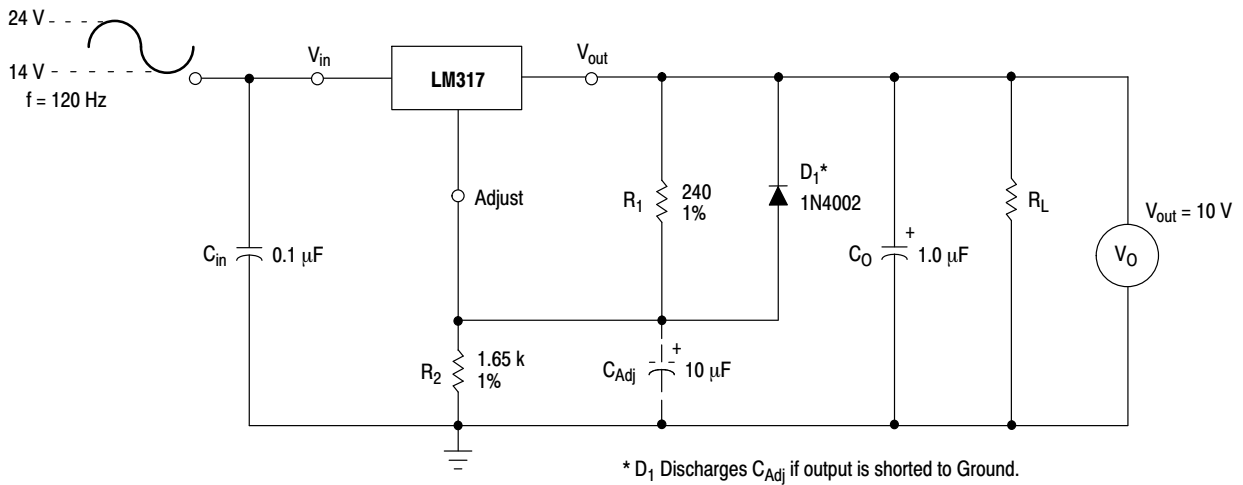 24 V
14 V
f = 120 Hz
V_in
LM317
V_out
Adjust
C_in
0.1 μF
R_1
240
1%
D_1*
1N4002
C_O
+
1.0 μF
R_L
V_out = 10 V
V_O
R_2
1.65 k
1%
C_Adj
+
10 μF
* D_1 Discharges C_Adj if output is shorted to Ground.